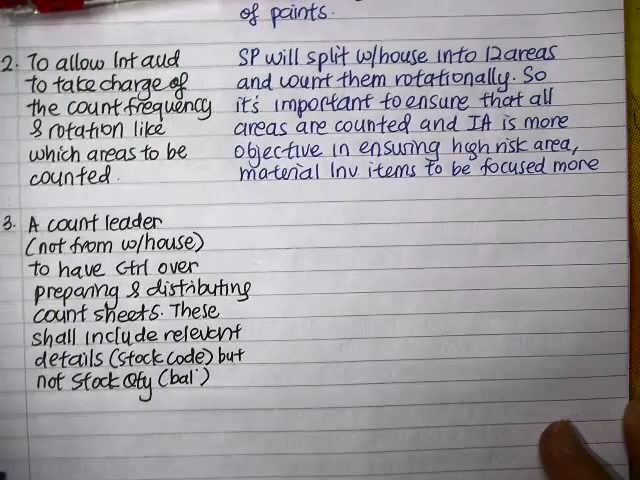 of paints.
2. To allow Int aud
to take charge of
the count frequency
& rotation like
which areas to be
counted.
SP will split w/house into 12 areas
and count them rotationally. So
it's important to ensure that all
areas are counted and IA is more
objective in ensuring high risk area,
material Inv items to be focused more
3. A count leader
(not from w/house)
to have Ctrl over
preparing & distributing
count sheets. These
shall include relevant
details (stock code) but
not stock Qty (bal)